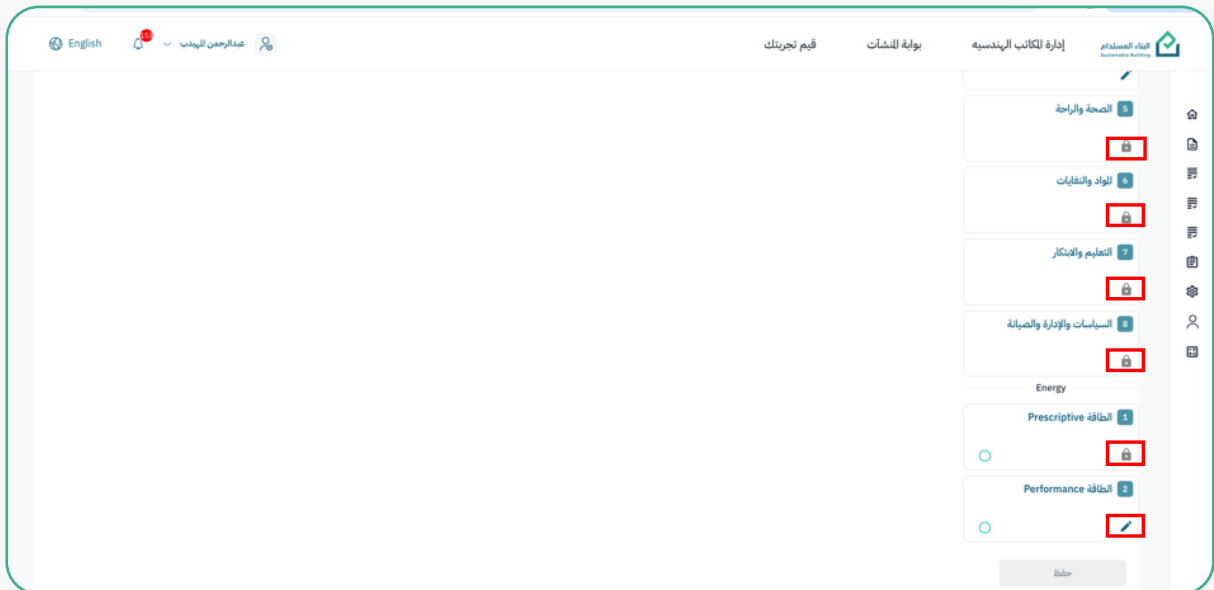 البناء المستدام
Sustainable Building
إدارة المكاتب الهندسيه
بوابة المنشآت
قيم تجربتك
عبدالرحمن المهيدب
English
5 الصحة والراحة
6 المواد والنفايات
7 التعليم والابتكار
8 السياسات والإدارة والصيانة
Energy
1 الطاقة Prescriptive
2 الطاقة Performance
حفظ